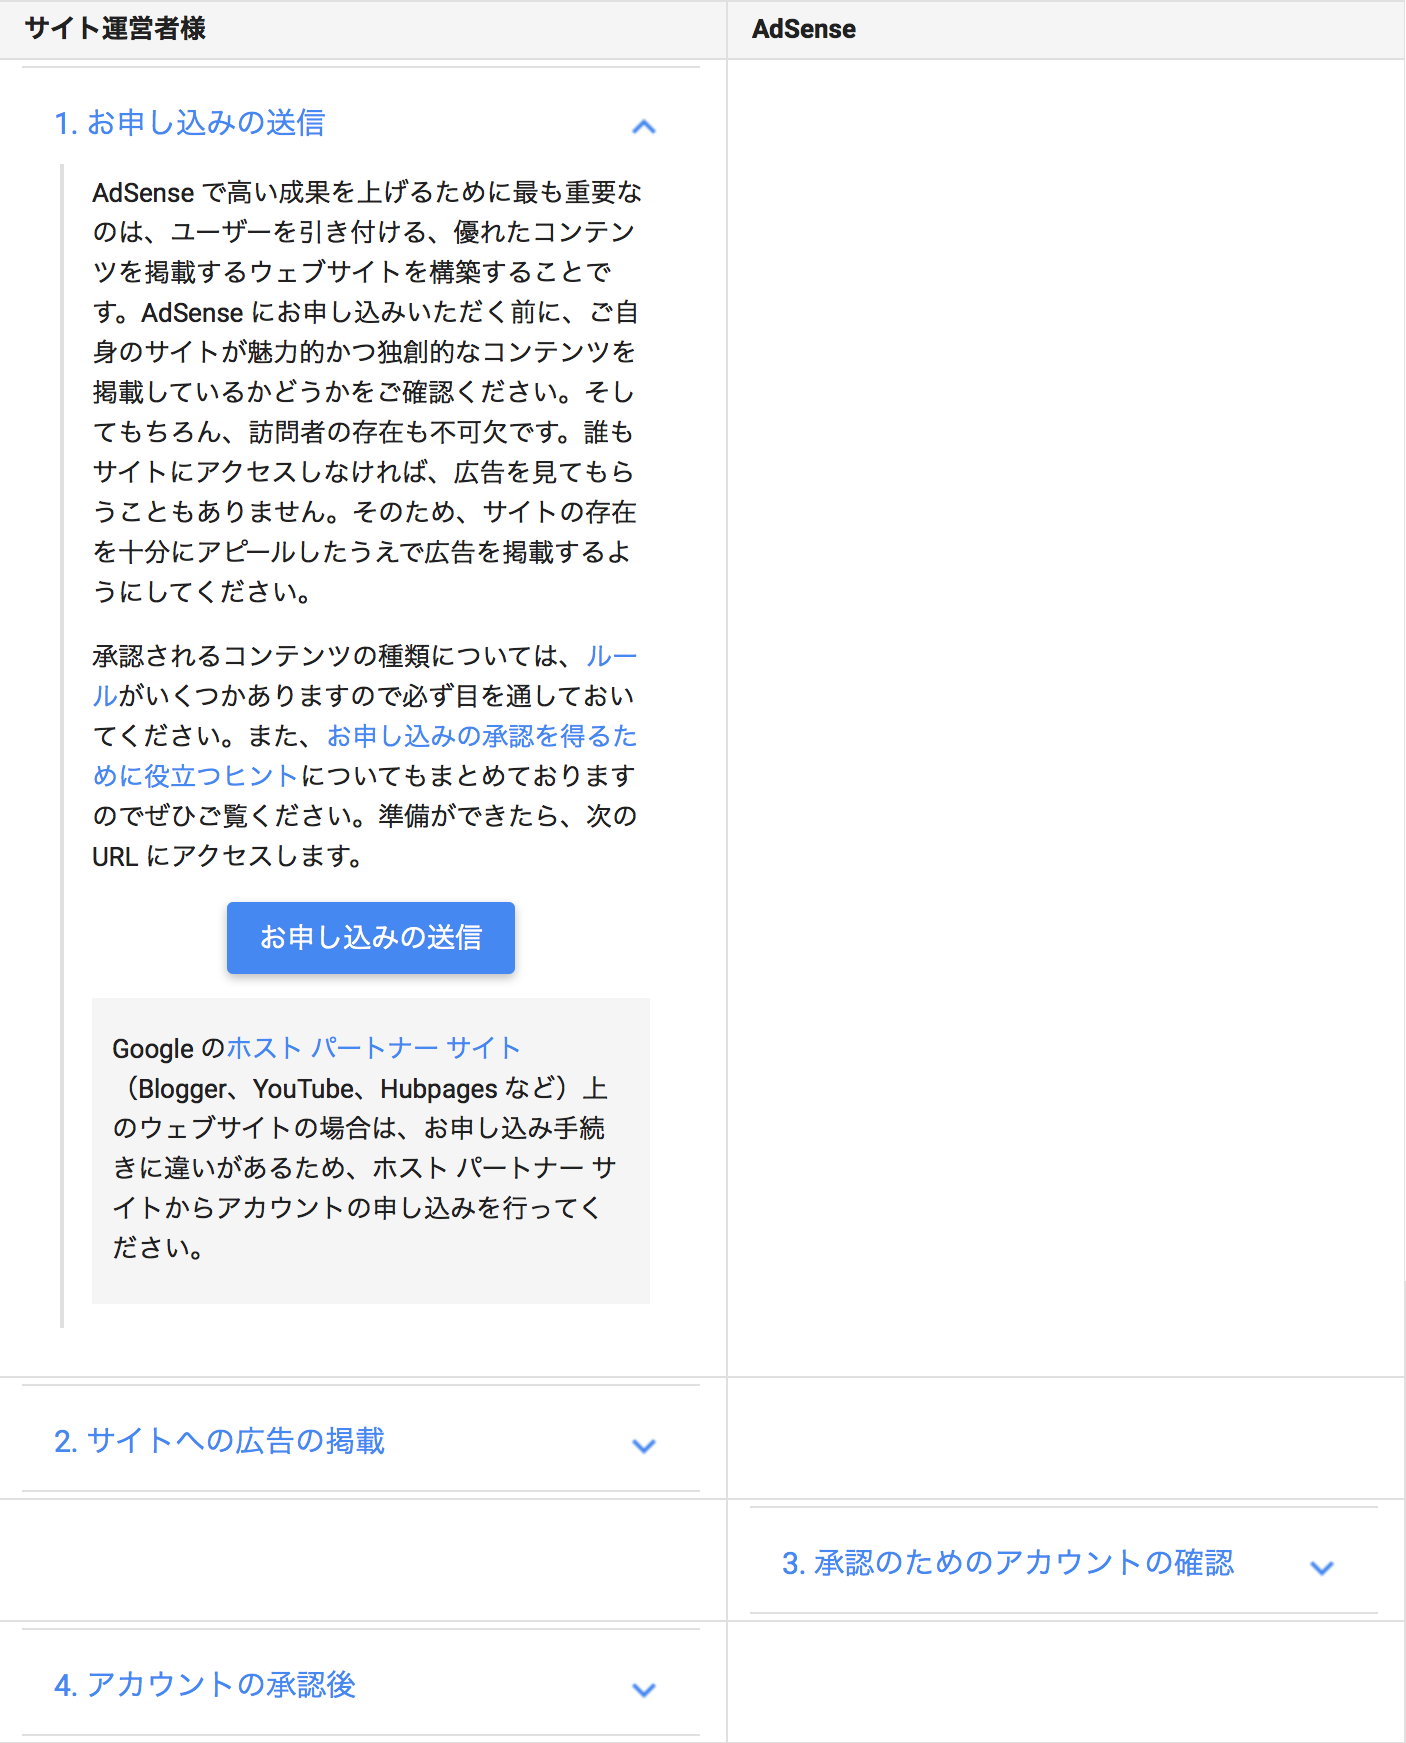 サイト運営者様
AdSense
1. お申し込みの送信
AdSense で高い成果を上げるために最も重要な
のは、ユーザーを引き付ける、優れたコンテン
ツを掲載するウェブサイトを構築することで
す。AdSense にお申し込みいただく前に、ご自
身のサイトが魅力的かつ独創的なコンテンツを
掲載しているかどうかをご確認ください。そし
てもちろん、訪問者の存在も不可欠です。誰も
サイトにアクセスしなければ、広告を見てもら
うこともありません。そのため、サイトの存在
を十分にアピールしたうえで広告を掲載するよ
うにしてください。
承認されるコンテンツの種類については、ルー
ルがいくつかありますので必ず目を通しておい
てください。また、お申し込みの承認を得るた
めに役立つヒントについてもまとめております
のでぜひご覧ください。準備ができたら、次の
URL にアクセスします。
お申し込みの送信
Google のホスト パートナー サイト
（Blogger、YouTube、Hubpages など）上
のウェブサイトの場合は、お申し込み手続
きに違いがあるため、ホスト パートナー サ
イトからアカウントの申し込みを行ってく
ださい。
2. サイトへの広告の掲載
3. 承認のためのアカウントの確認
4. アカウントの承認後